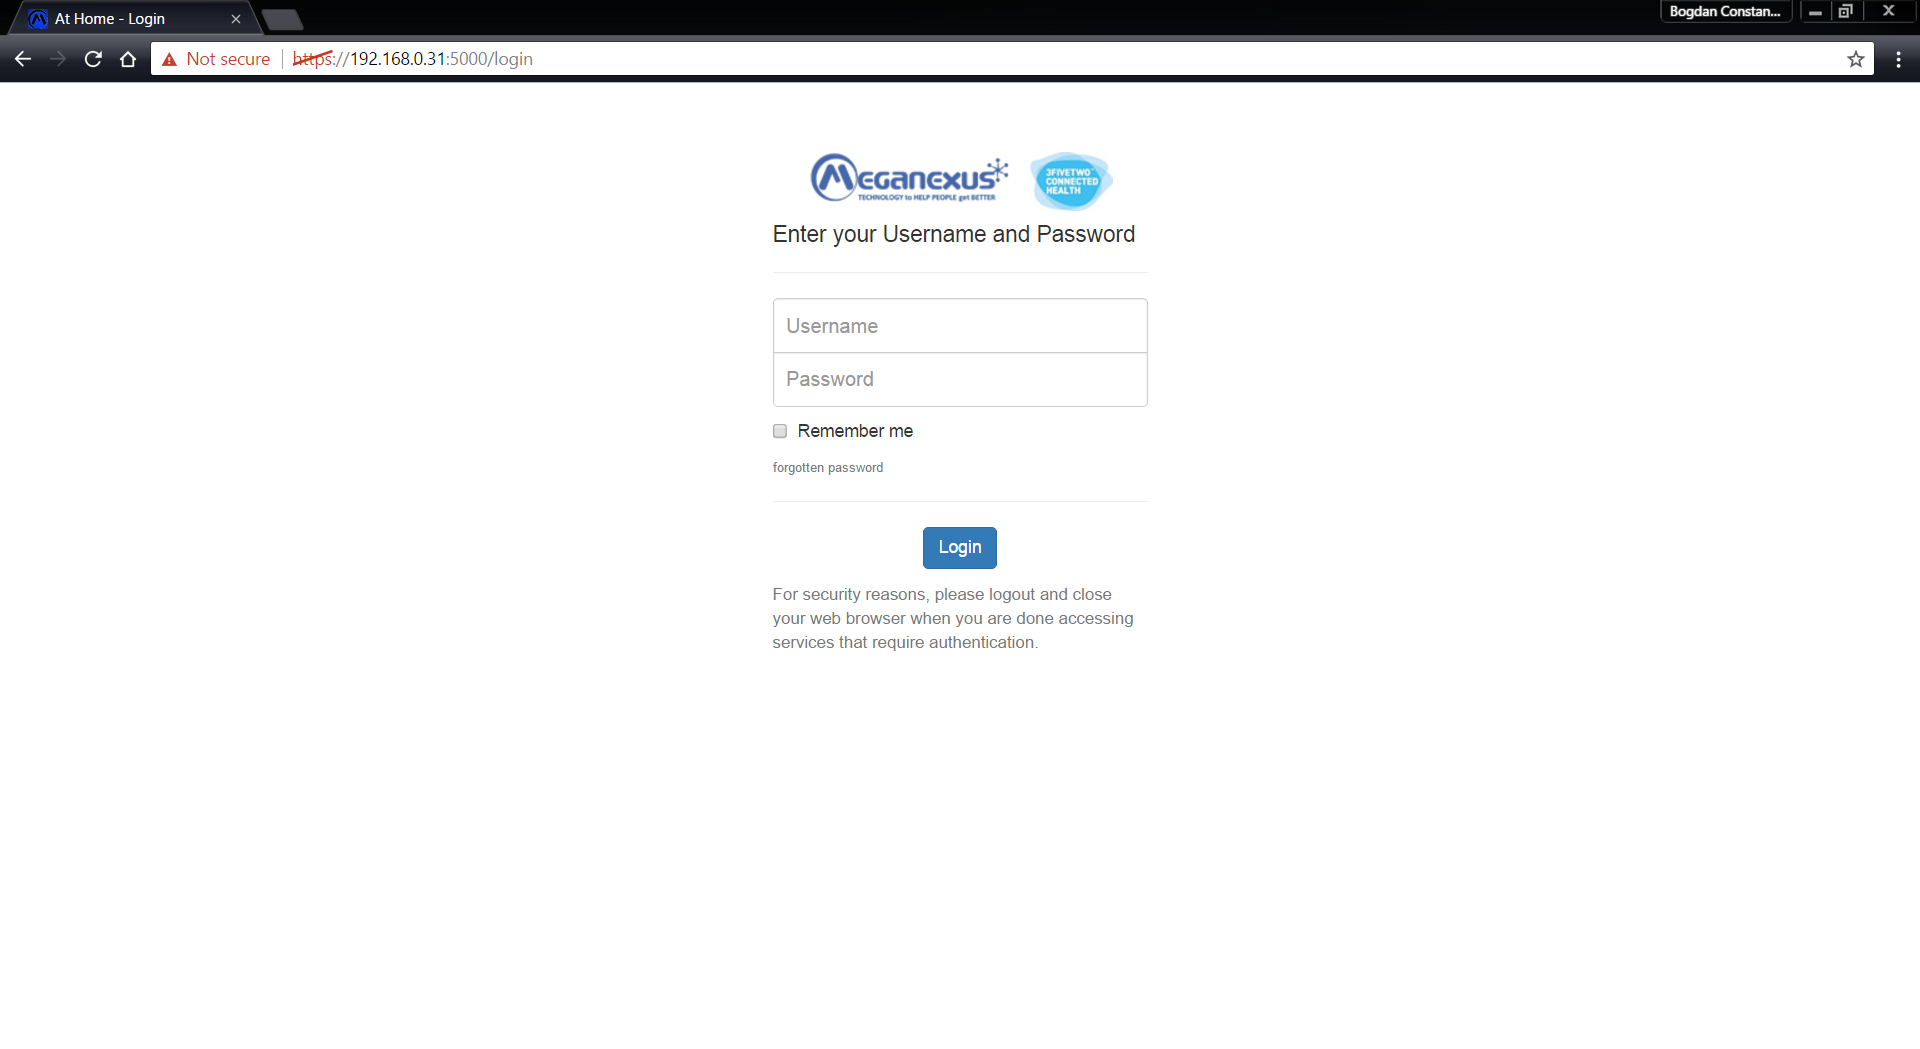 At Home - Login
Bogdan Constan...
Not secure
https://192.168.0.31:5000/login
MEGANEXUS
TECHNOLOGY to HELP PEOPLE get BETTER
3FIVETWO™
CONNECTED
HEALTH
Enter your Username and Password
Username
Password
Remember me
forgotten password
Login
For security reasons, please logout and close
your web browser when you are done accessing
services that require authentication.